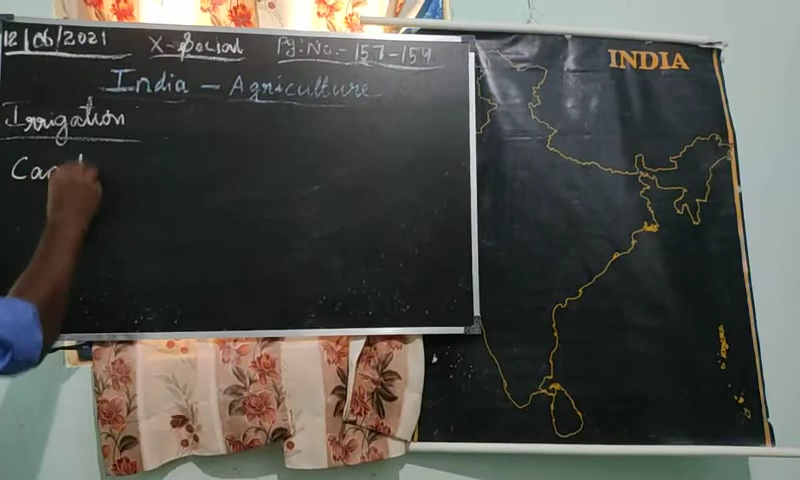 12/06/2021 X-Social Pg:No.-157-159
India - Agriculture
Irrigation
INDIA